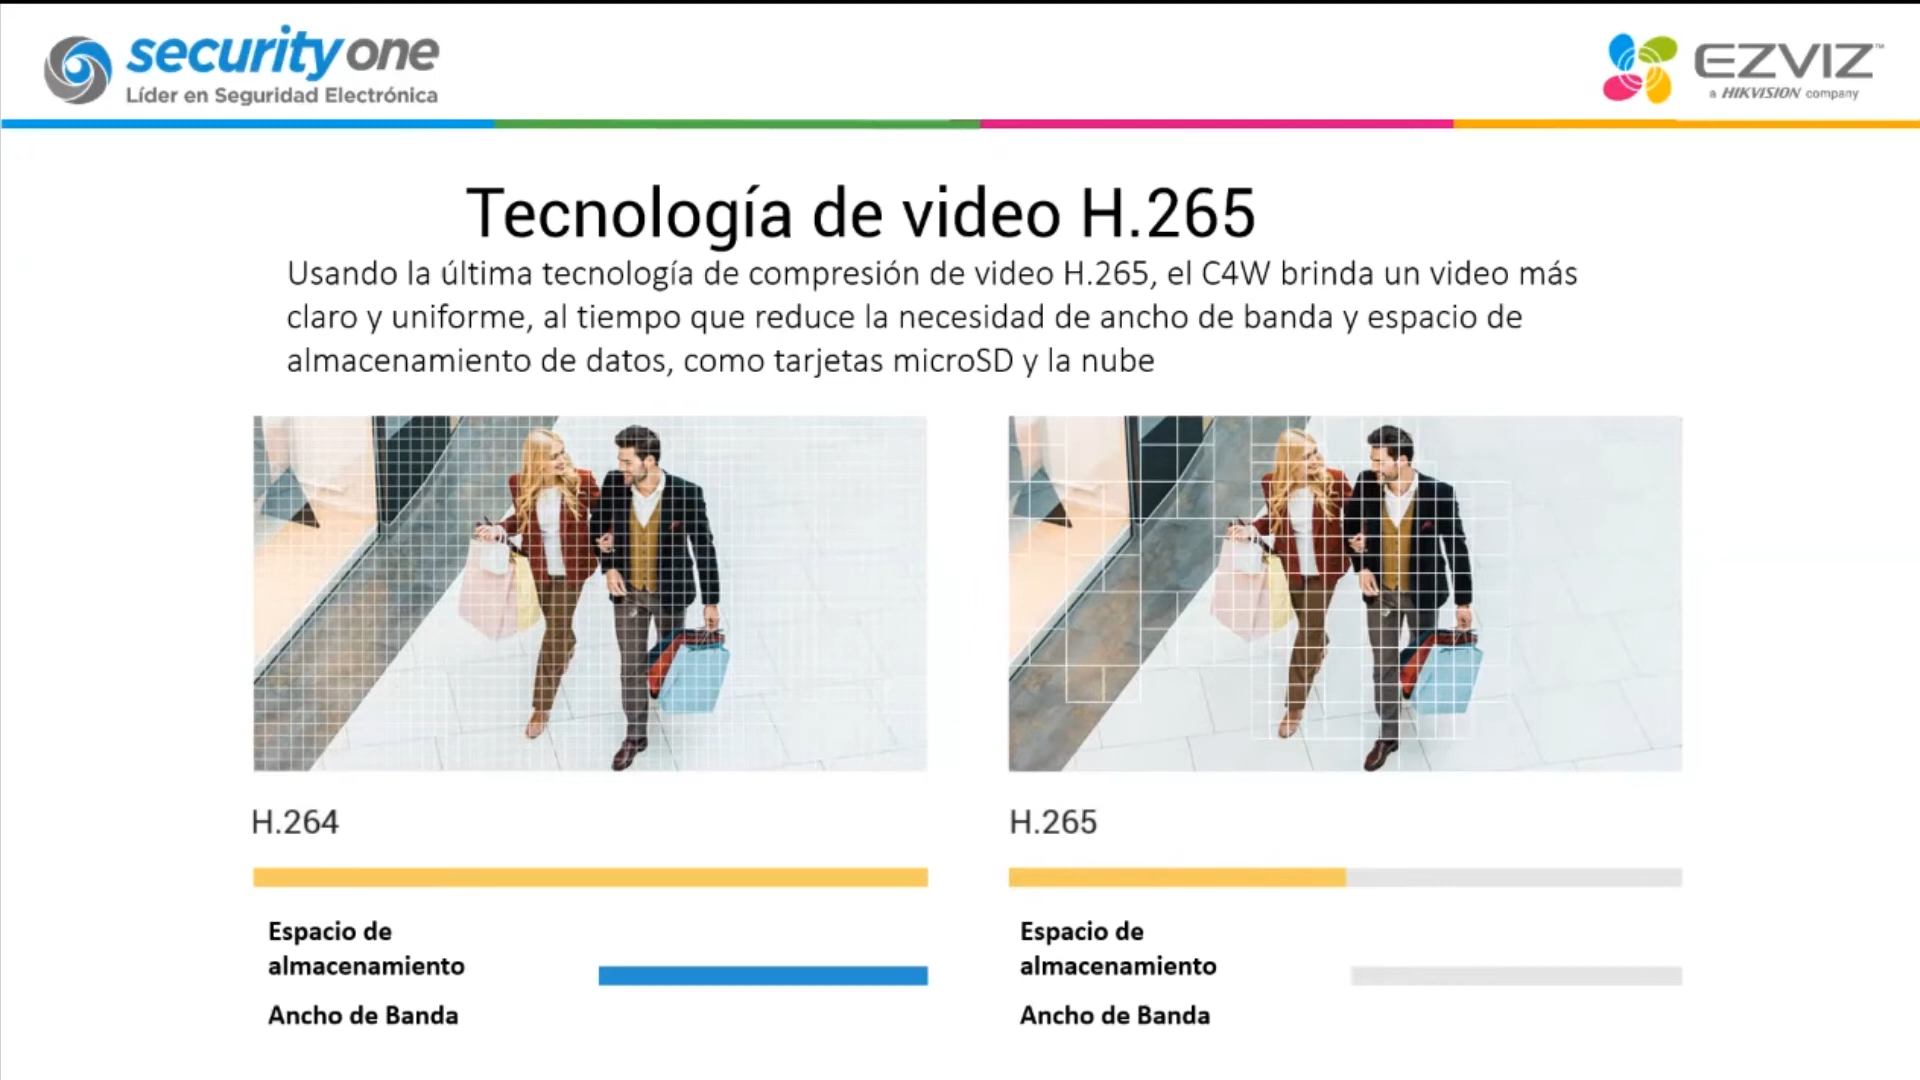 securityone
Líder en Seguridad Electrónica
EZVIZ™
a HIKVISION company
Tecnología de video H.265
Usando la última tecnología de compresión de video H.265, el C4W brinda un video más
claro y uniforme, al tiempo que reduce la necesidad de ancho de banda y espacio de
almacenamiento de datos, como tarjetas microSD y la nube
H.264
H.265
Espacio de
almacenamiento
Ancho de Banda
Espacio de
almacenamiento
Ancho de Banda